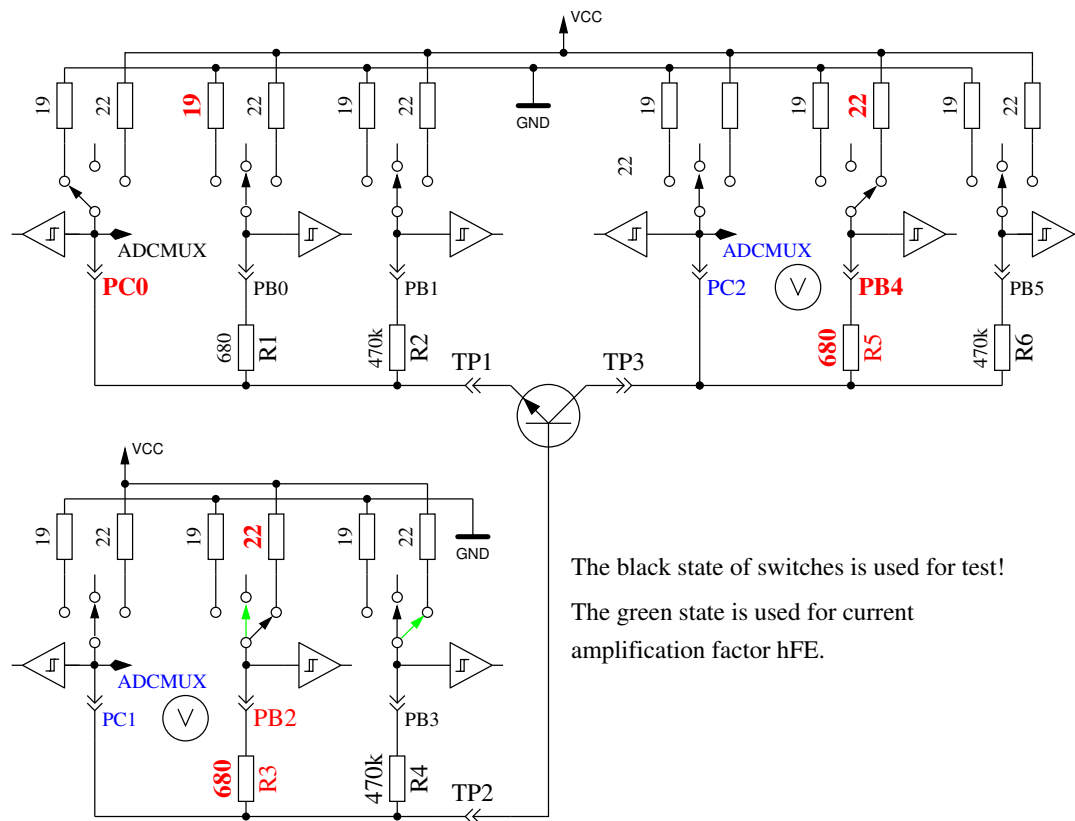 VCC
19
22
19
22
19
22
GND
19
22
19
22
19
22
ADCMUX
ADCMUX
PC0
PB0
PB1
PC2
V
PB4
PB5
680
R1
470k
R2
680
R5
470k
R6
TP1
TP3
VCC
19
22
19
22
19
22
GND
The black state of switches is used for test!
The green state is used for current
amplification factor hFE.
ADCMUX
PC1
V
PB2
PB3
680
R3
470k
R4
TP2